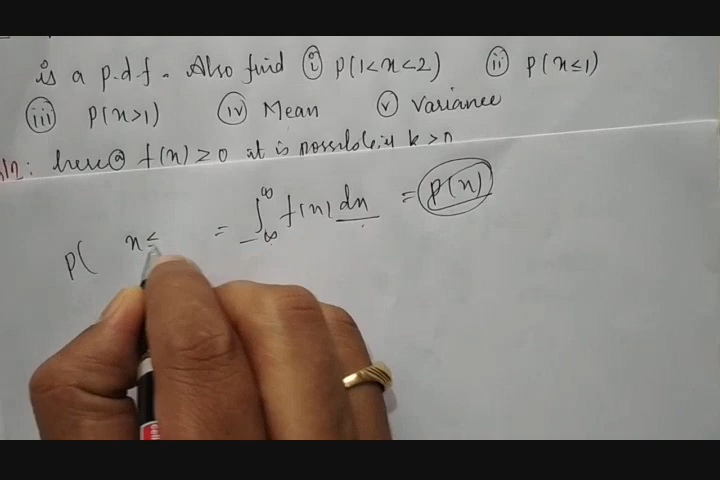 is a p.d.f. Also find (i) P(1<x<2) (ii) P(x≤1)
(iii) P(x>1) (iv) Mean (v) Variance
here f(x) ≥ 0 it is possible if k >
P( x ≤ = ∫_{-∞}^{∞} f(x) dx = P(x)